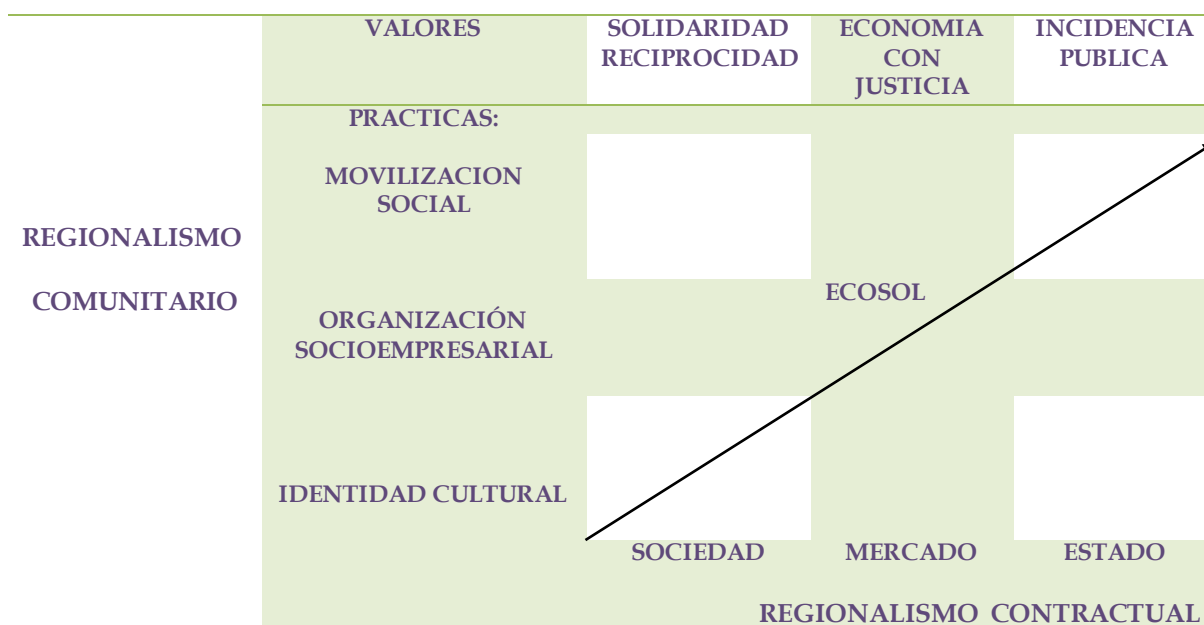 VALORES
SOLIDARIDAD
RECIPROCIDAD
ECONOMIA
CON
JUSTICIA
INCIDENCIA
PUBLICA
PRACTICAS:
MOVILIZACION
SOCIAL
REGIONALISMO
COMUNITARIO
ECOSOL
ORGANIZACIÓN
SOCIOEMPRESARIAL
IDENTIDAD CULTURAL
SOCIEDAD
MERCADO
ESTADO
REGIONALISMO CONTRACTUAL